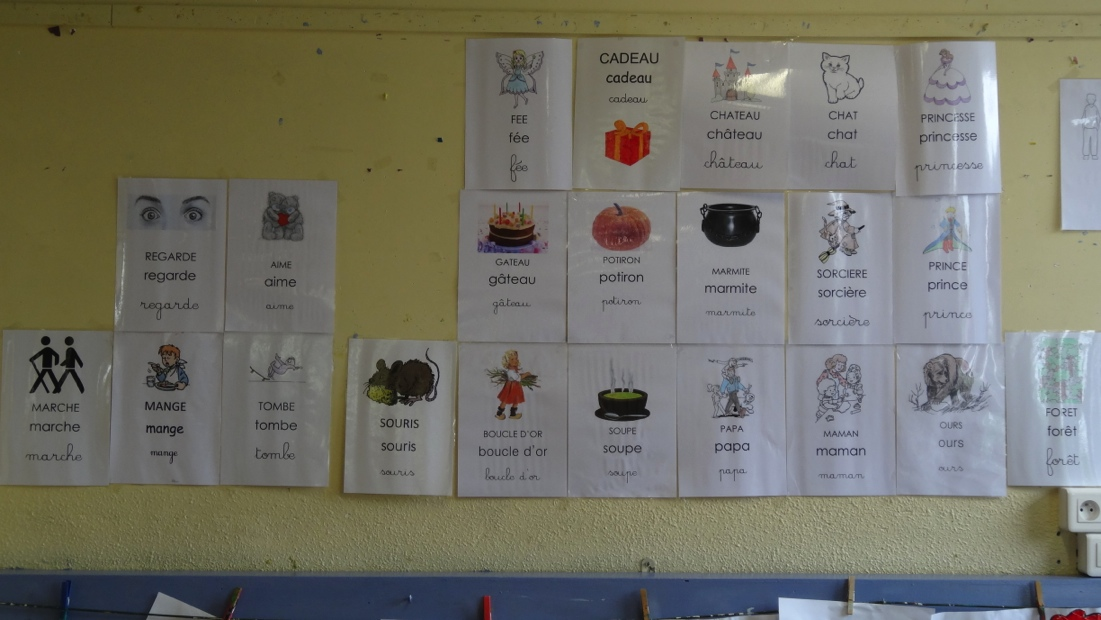 FEE
fée
fée
CADEAU
cadeau
cadeau
CHATEAU
château
château
CHAT
chat
chat
PRINCESSE
princesse
princesse
REGARDE
regarde
regarde
AIME
aime
aime
GATEAU
gâteau
gâteau
POTIRON
potiron
potiron
MARMITE
marmite
marmite
SORCIERE
sorcière
sorcière
PRINCE
prince
prince
MARCHE
marche
marche
MANGE
mange
mange
TOMBE
tombe
tombe
SOURIS
souris
souris
BOUCLE D'OR
boucle d'or
boucle d'or
SOUPE
soupe
soupe
PAPA
papa
papa
MAMAN
maman
maman
OURS
ours
ours
FORET
forêt
forêt